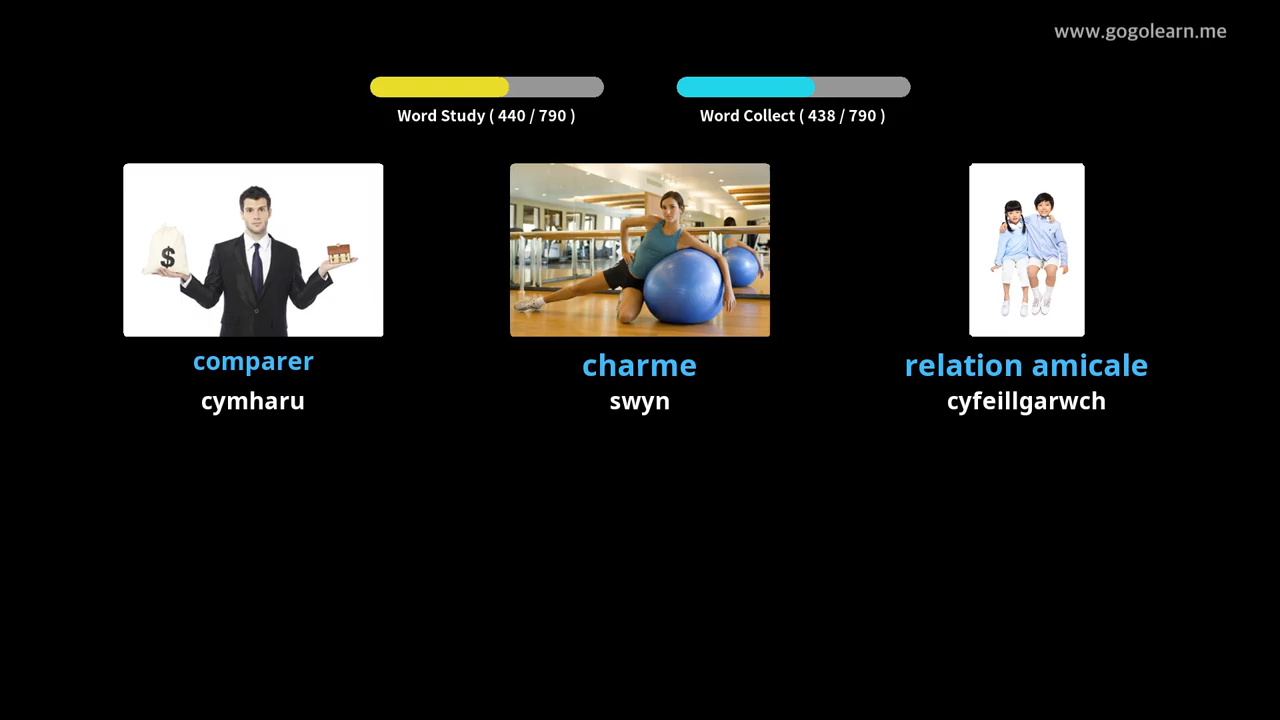 www.gogolearn.me
Word Study ( 440 / 790 )
Word Collect ( 438 / 790 )
$
comparer
charme
relation amicale
cymharu
swyn
cyfeillgarwch